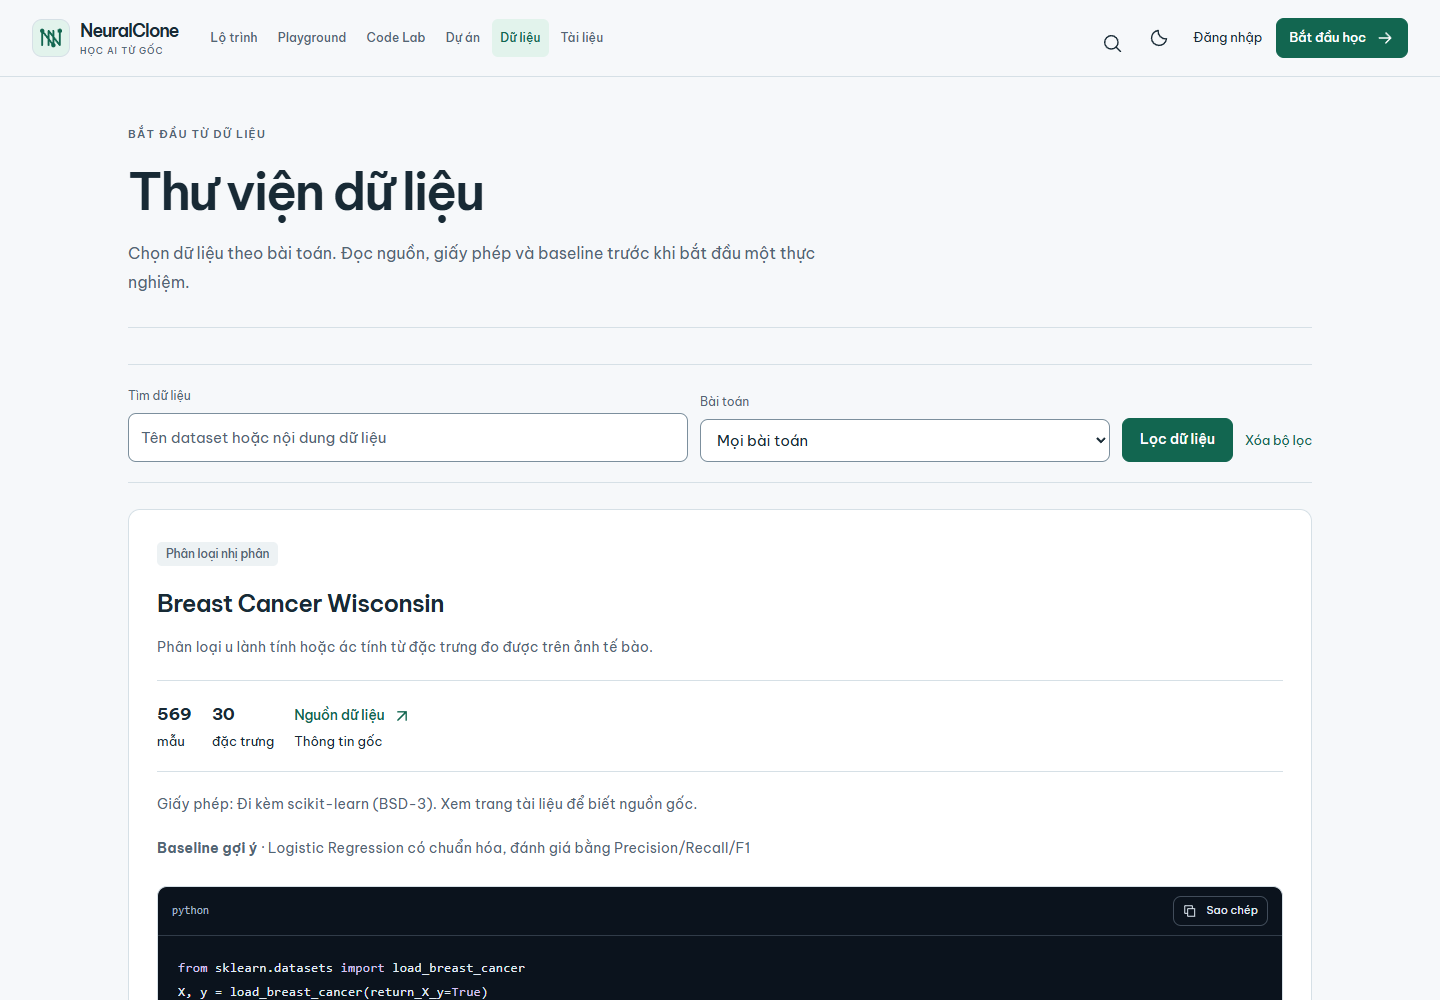 NeuralClone
HỌC AI TỪ GỐC
Lộ trình
Playground
Code Lab
Dự án
Dữ liệu
Tài liệu
Đăng nhập
Bắt đầu học
BẮT ĐẦU TỪ DỮ LIỆU
Thư viện dữ liệu
Chọn dữ liệu theo bài toán. Đọc nguồn, giấy phép và baseline trước khi bắt đầu một thực
nghiệm.
Tìm dữ liệu
Tên dataset hoặc nội dung dữ liệu
Bài toán
Mọi bài toán
Lọc dữ liệu
Xóa bộ lọc
Phân loại nhị phân
Breast Cancer Wisconsin
Phân loại u lành tính hoặc ác tính từ đặc trưng đo được trên ảnh tế bào.
569
mẫu
30
đặc trưng
Nguồn dữ liệu
Thông tin gốc
Giấy phép: Đi kèm scikit-learn (BSD-3). Xem trang tài liệu để biết nguồn gốc.
Baseline gợi ý · Logistic Regression có chuẩn hóa, đánh giá bằng Precision/Recall/F1
python
Sao chép
from sklearn.datasets import load_breast_cancer
X, y = load_breast_cancer(return_X_y=True)